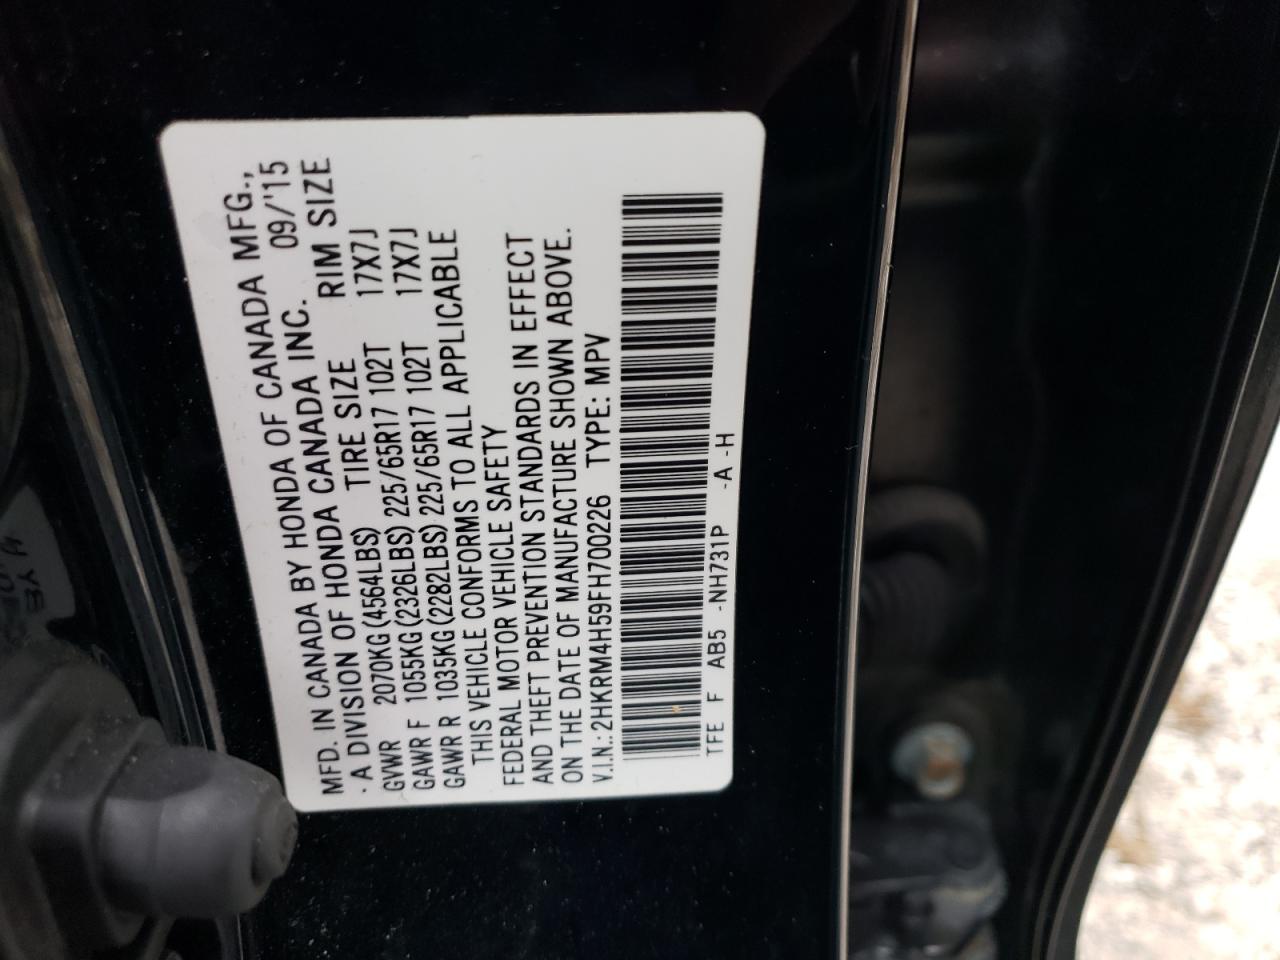 MFD. IN CANADA BY HONDA OF CANADA MFG.,
· A DIVISION OF HONDA CANADA INC. 09/'15
TIRE SIZE RIM SIZE
GVWR 2070KG(4564LBS)
GAWR F 1055KG(2326LBS) 225/65R17 102T 17X7J
GAWR R 1035KG(2282LBS) 225/65R17 102T 17X7J
THIS VEHICLE CONFORMS TO ALL APPLICABLE
FEDERAL MOTOR VEHICLE SAFETY
AND THEFT PREVENTION STANDARDS IN EFFECT
ON THE DATE OF MANUFACTURE SHOWN ABOVE.
V.I.N.: 2HKRM4H59FH700226 TYPE: MPV
TFE F AB5 -NH731P -A -H